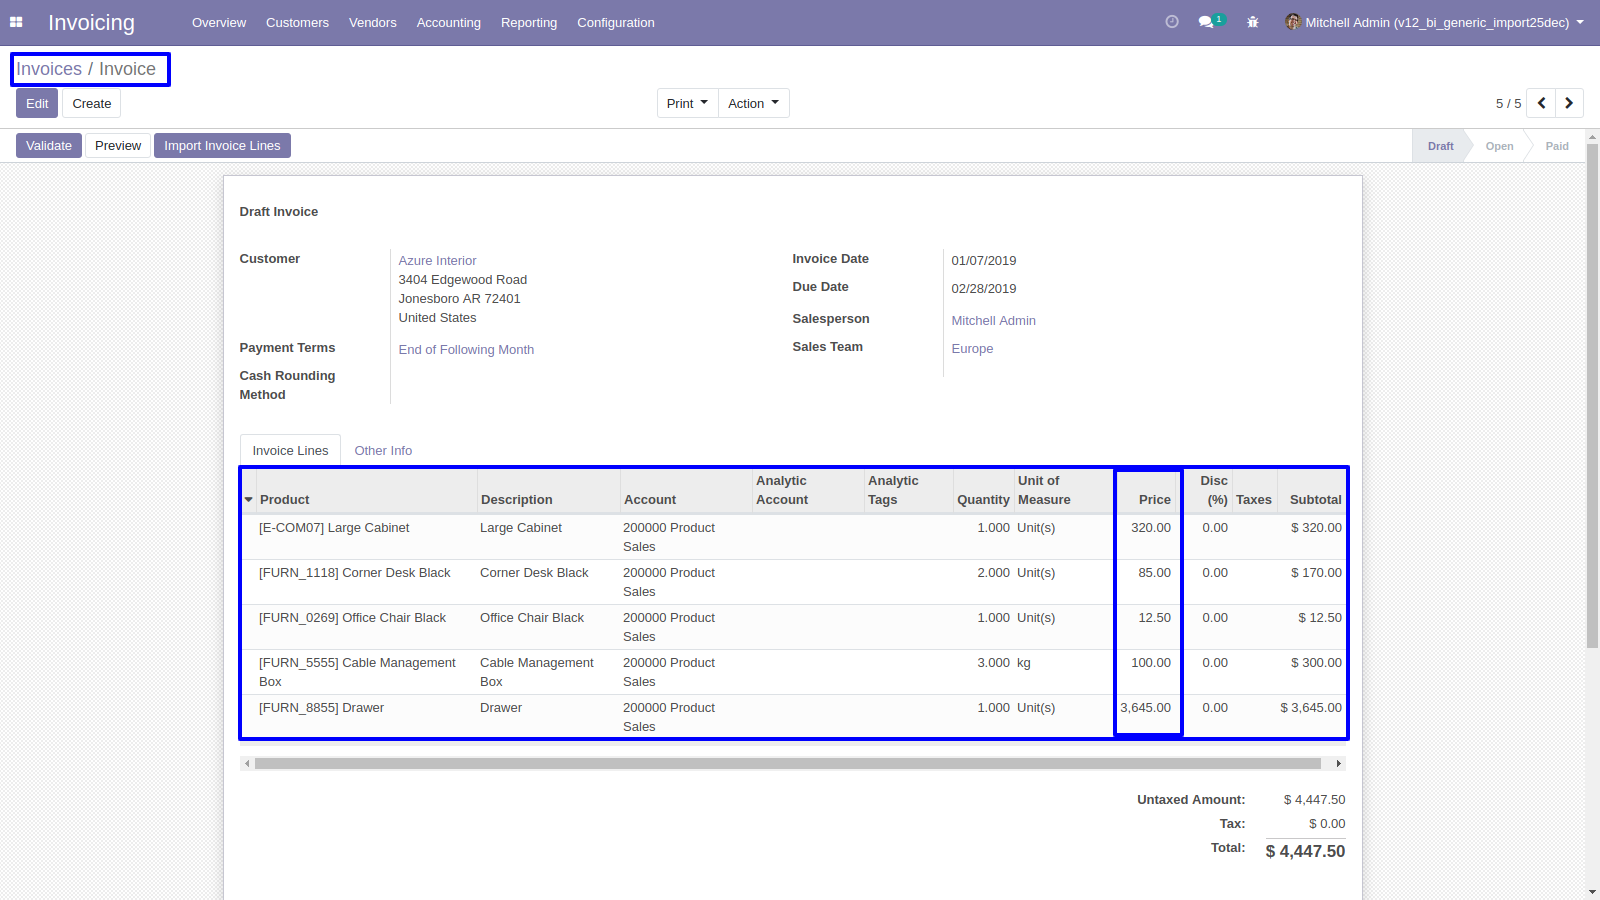 Invoicing
Overview Customers Vendors Accounting Reporting Configuration
1 Mitchell Admin (v12_bi_generic_import25dec)
Invoices / Invoice
Edit Create
Print Action
5 / 5
Validate Preview Import Invoice Lines
Draft Open Paid
Draft Invoice
Customer
Azure Interior
3404 Edgewood Road
Jonesboro AR 72401
United States
Payment Terms End of Following Month
Cash Rounding
Method
Invoice Date 01/07/2019
Due Date 02/28/2019
Salesperson Mitchell Admin
Sales Team Europe
Invoice Lines Other Info
Product Description Account Analytic Account Analytic Tags Quantity Unit of Measure Price Disc (%) Taxes Subtotal
[E-COM07] Large Cabinet Large Cabinet 200000 Product Sales 1.000 Unit(s) 320.00 0.00 $ 320.00
[FURN_1118] Corner Desk Black Corner Desk Black 200000 Product Sales 2.000 Unit(s) 85.00 0.00 $ 170.00
[FURN_0269] Office Chair Black Office Chair Black 200000 Product Sales 1.000 Unit(s) 12.50 0.00 $ 12.50
[FURN_5555] Cable Management Box Cable Management Box 200000 Product Sales 3.000 kg 100.00 0.00 $ 300.00
[FURN_8855] Drawer Drawer 200000 Product Sales 1.000 Unit(s) 3,645.00 0.00 $ 3,645.00
Untaxed Amount: $ 4,447.50
Tax: $ 0.00
Total: $ 4,447.50